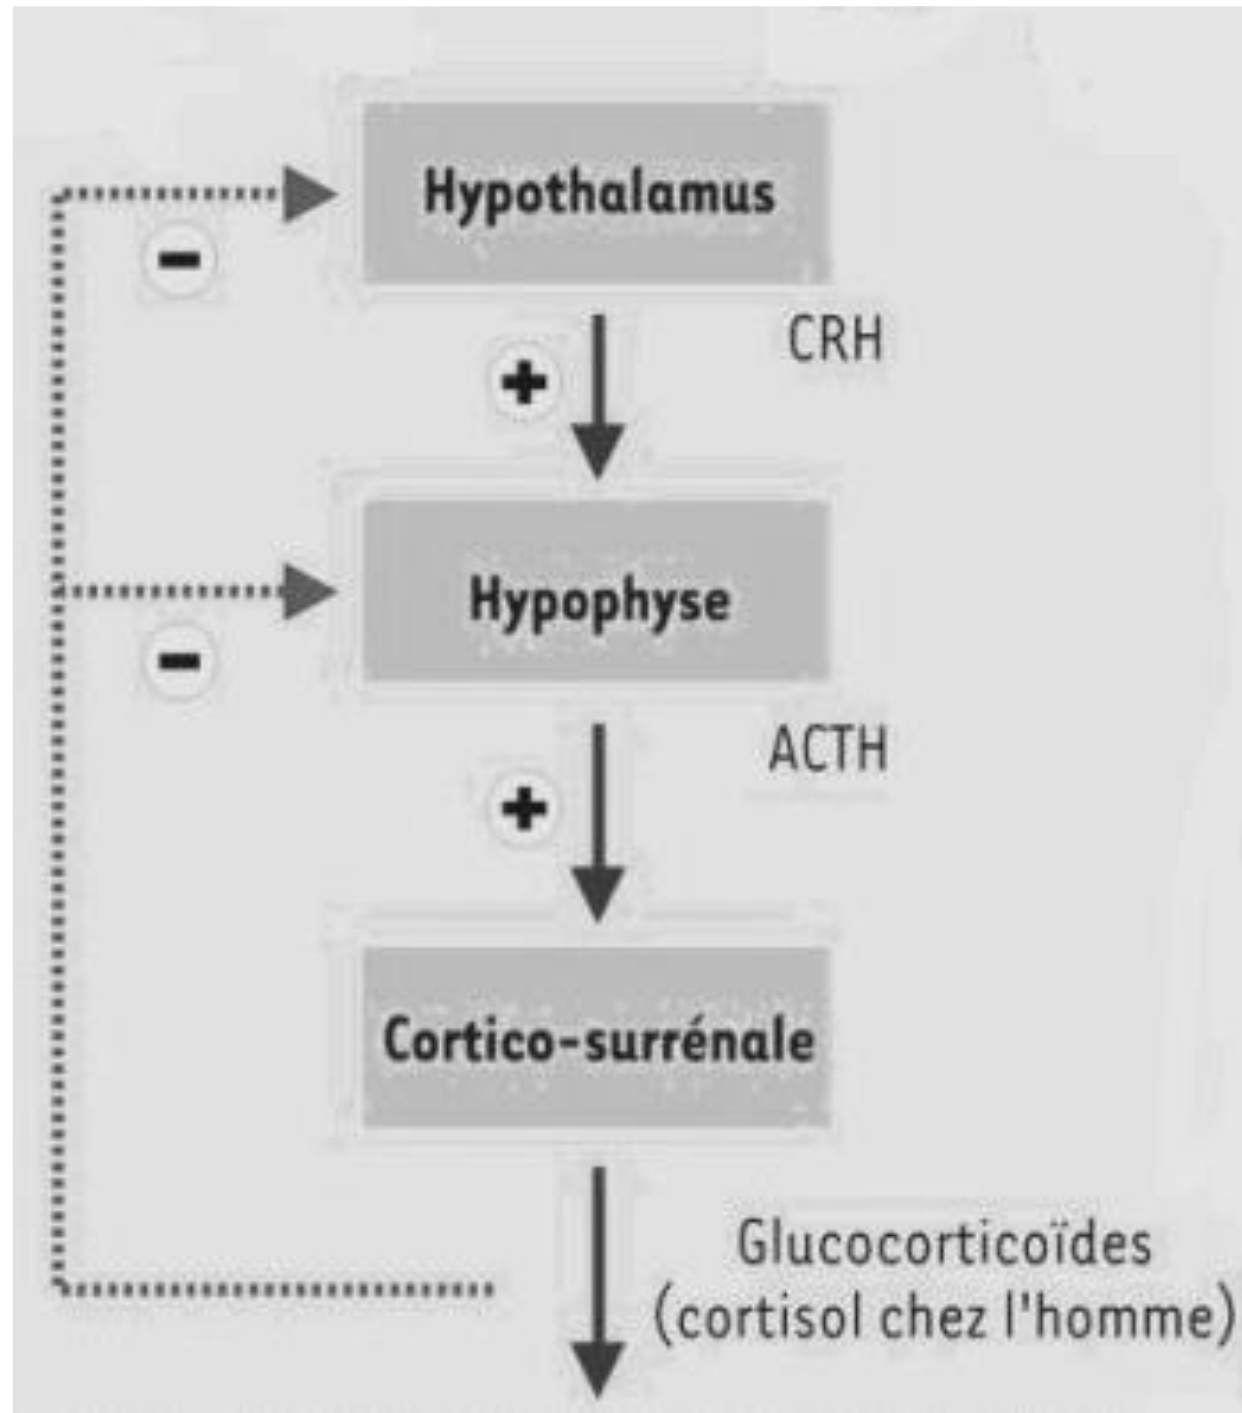 Hypothalamus
CRH
Hypophyse
ACTH
Cortico-surrénale
Glucocorticoïdes
(cortisol chez l'homme)